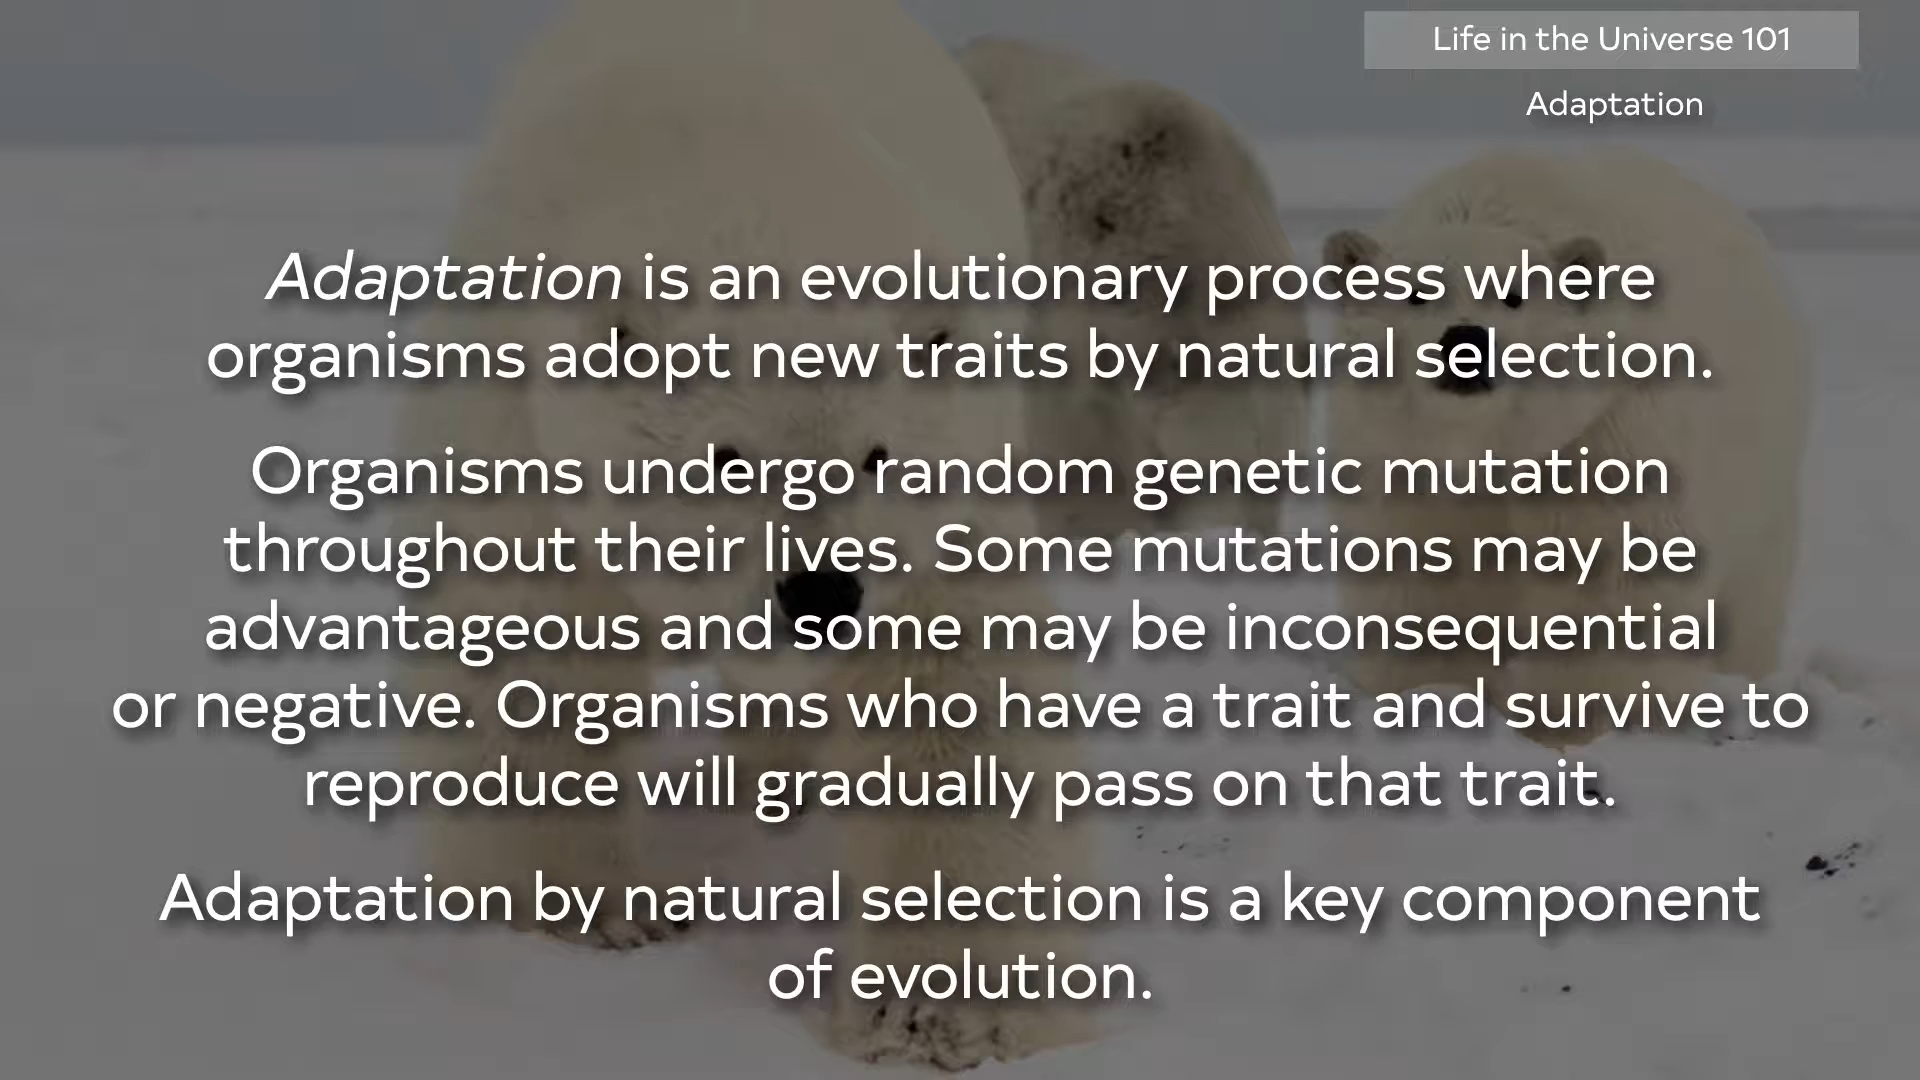 Life in the Universe 101
Adaptation
Adaptation is an evolutionary process where
organisms adopt new traits by natural selection.
Organisms undergo random genetic mutation
throughout their lives. Some mutations may be
advantageous and some may be inconsequential
or negative. Organisms who have a trait and survive to
reproduce will gradually pass on that trait.
Adaptation by natural selection is a key component
of evolution.